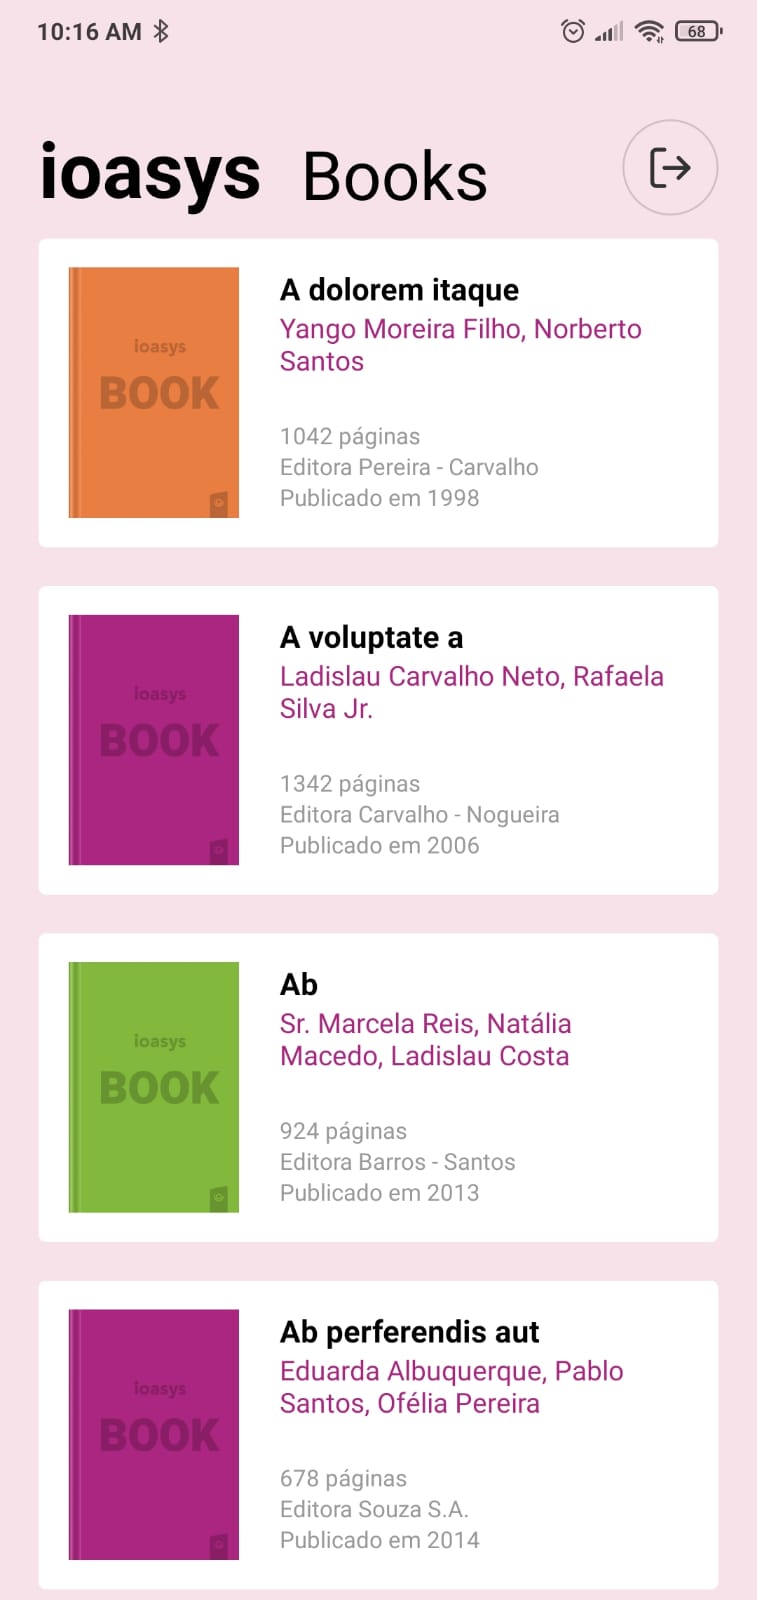 10:16 AM
68
ioasys Books
ioasys
BOOK
A dolorem itaque
Yango Moreira Filho, Norberto
Santos
1042 páginas
Editora Pereira - Carvalho
Publicado em 1998
ioasys
BOOK
A voluptate a
Ladislau Carvalho Neto, Rafaela
Silva Jr.
1342 páginas
Editora Carvalho - Nogueira
Publicado em 2006
ioasys
BOOK
Ab
Sr. Marcela Reis, Natália
Macedo, Ladislau Costa
924 páginas
Editora Barros - Santos
Publicado em 2013
ioasys
BOOK
Ab perferendis aut
Eduarda Albuquerque, Pablo
Santos, Ofélia Pereira
678 páginas
Editora Souza S.A.
Publicado em 2014